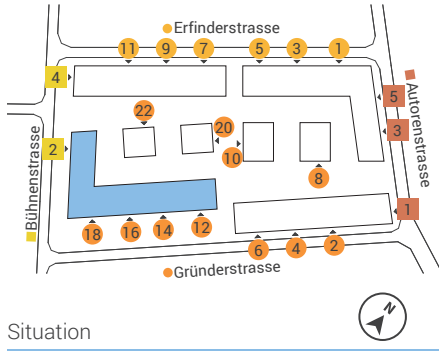 Erfinderstrasse
11 9 7 5 3 1
4
5
Autorenstrasse
22
20
3
10
2
8
Bühnenstrasse
1
18 16 14 12
6 4 2
Gründerstrasse
N
Situation